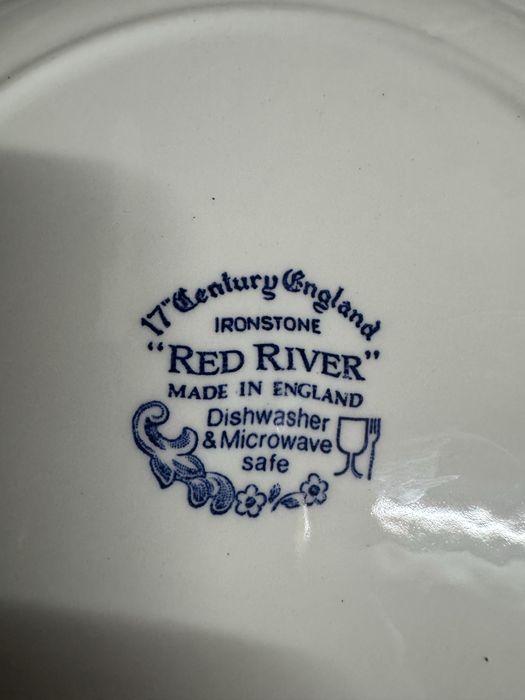 17th Century England
IRONSTONE
"RED RIVER"
MADE IN ENGLAND
Dishwasher
& Microwave
safe